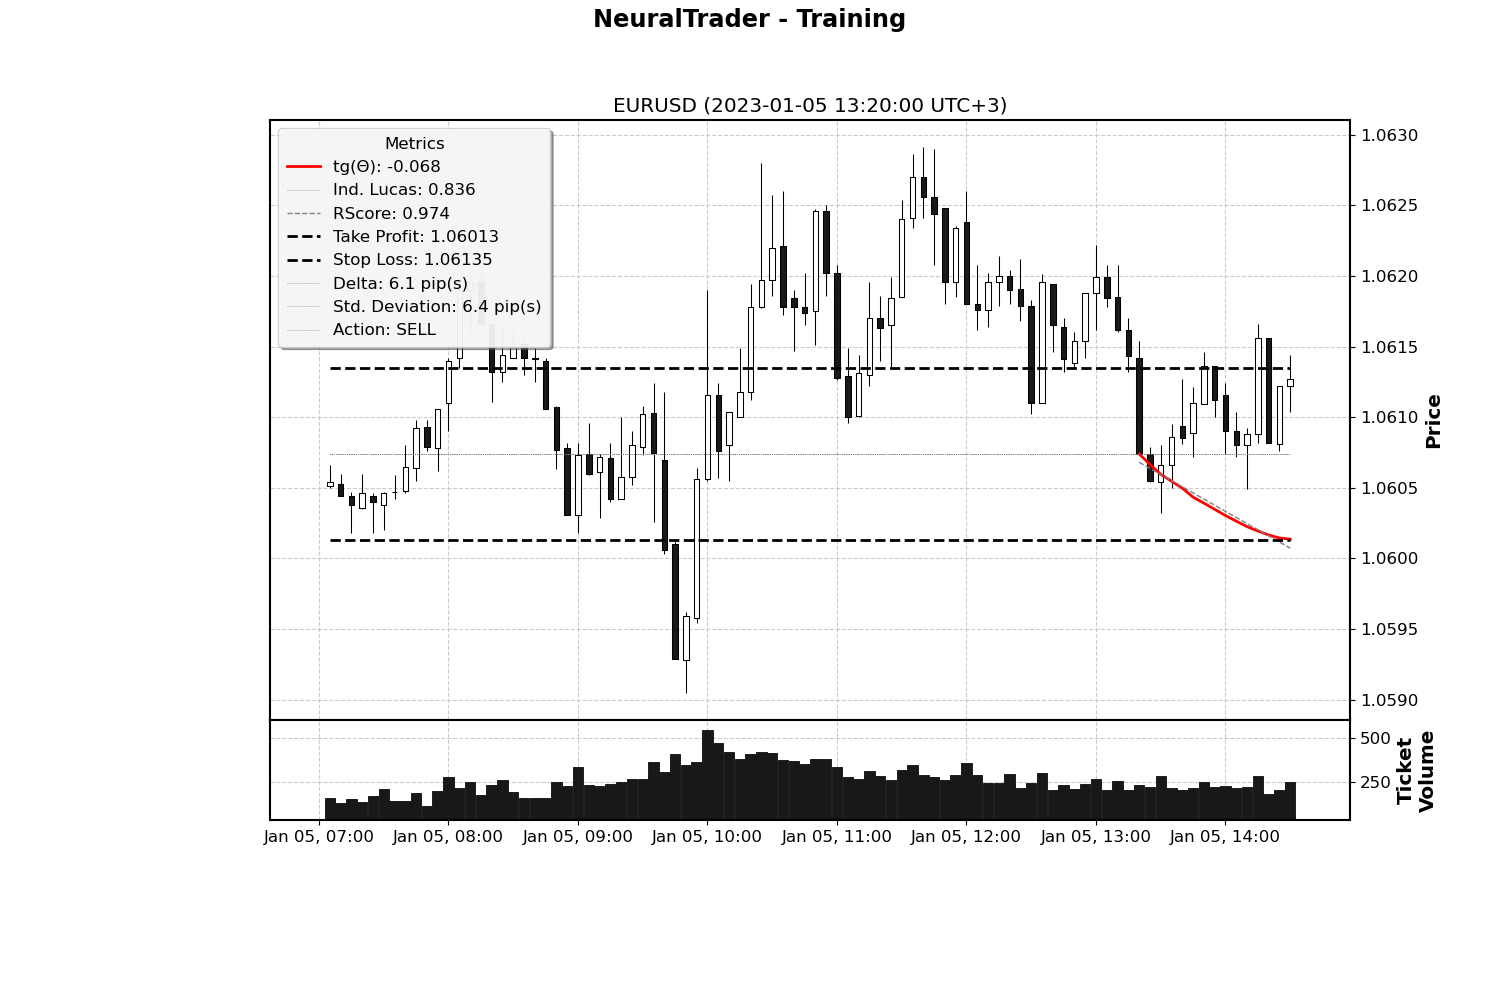 NeuralTrader - Training
EURUSD (2023-01-05 13:20:00 UTC+3)
Metrics
tg(Θ): -0.068
Ind. Lucas: 0.836
RScore: 0.974
Take Profit: 1.06013
Stop Loss: 1.06135
Delta: 6.1 pip(s)
Std. Deviation: 6.4 pip(s)
Action: SELL
1.0630
1.0625
1.0620
1.0615
1.0610
1.0605
1.0600
1.0595
1.0590
Price
500
250
Ticket
Volume
Jan 05, 07:00
Jan 05, 08:00
Jan 05, 09:00
Jan 05, 10:00
Jan 05, 11:00
Jan 05, 12:00
Jan 05, 13:00
Jan 05, 14:00